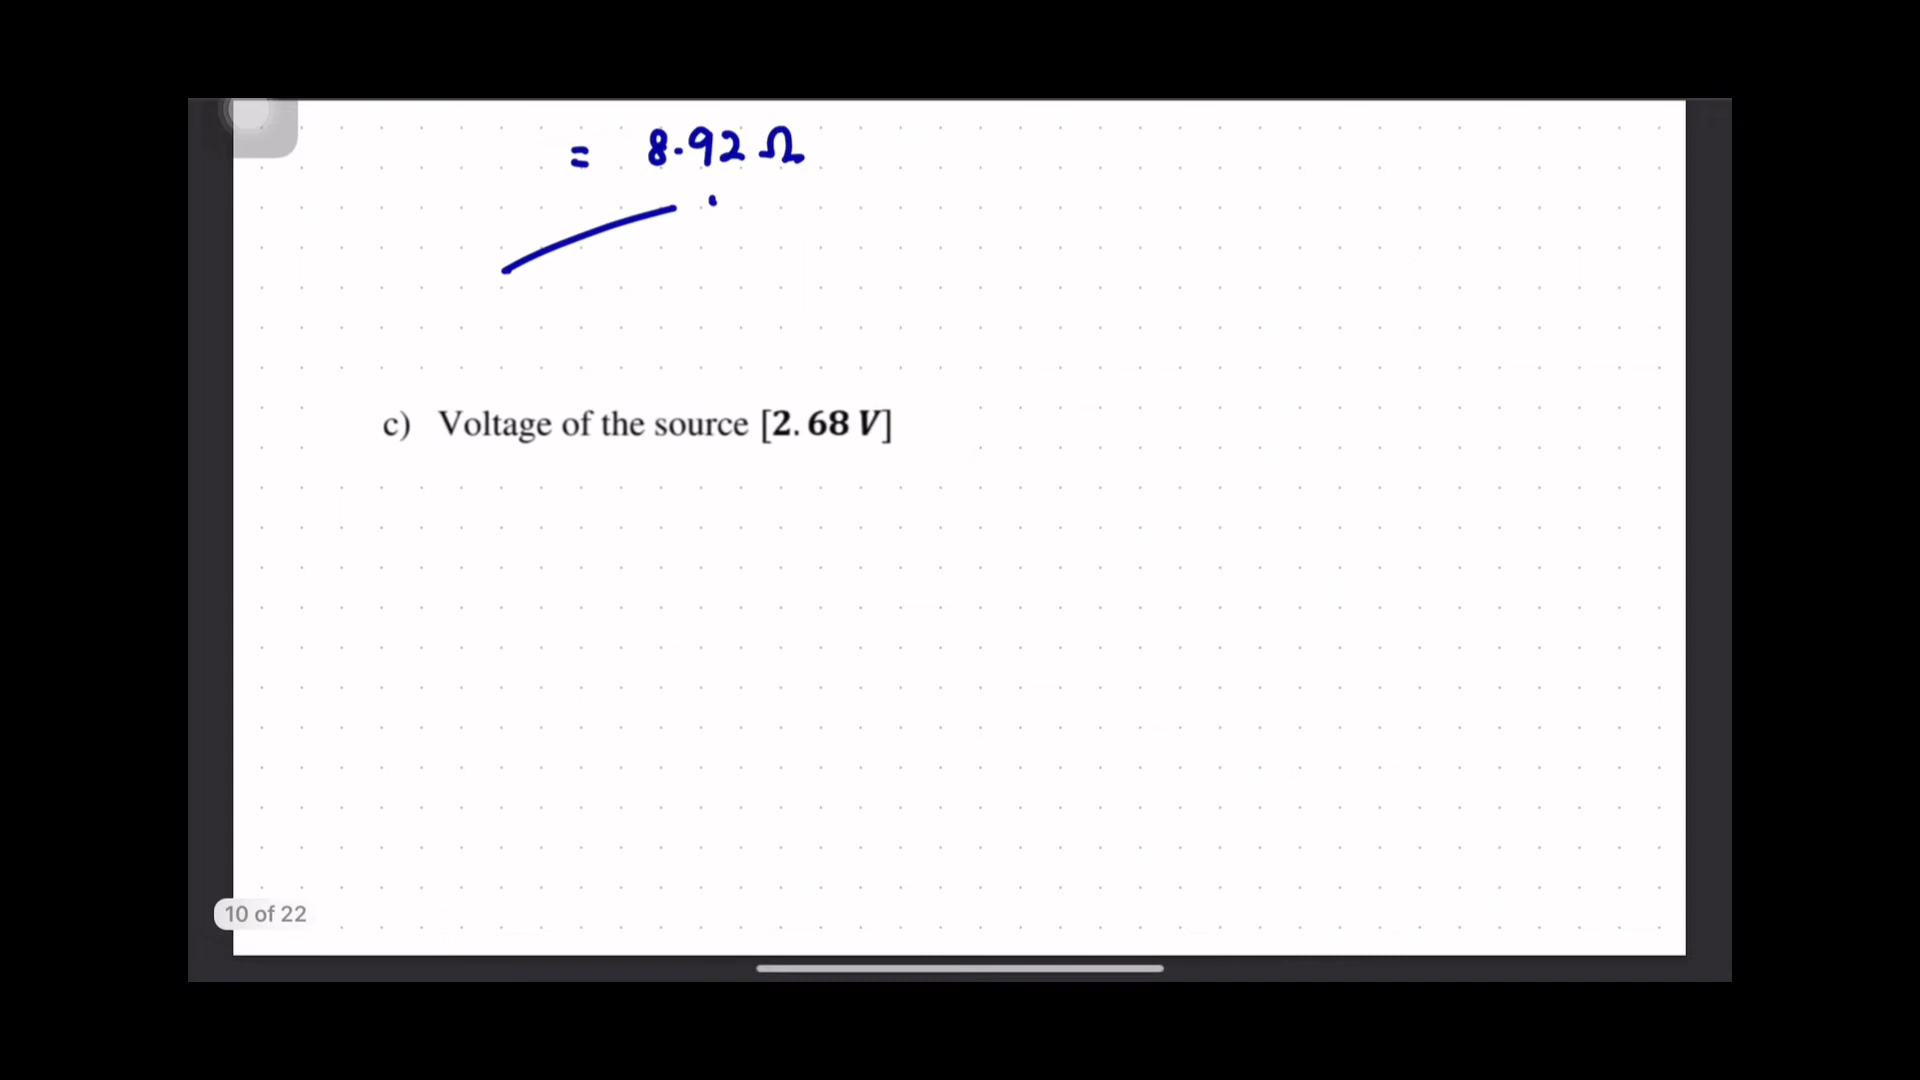 = 8.92 Ω
c) Voltage of the source [2.68 V]
10 of 22